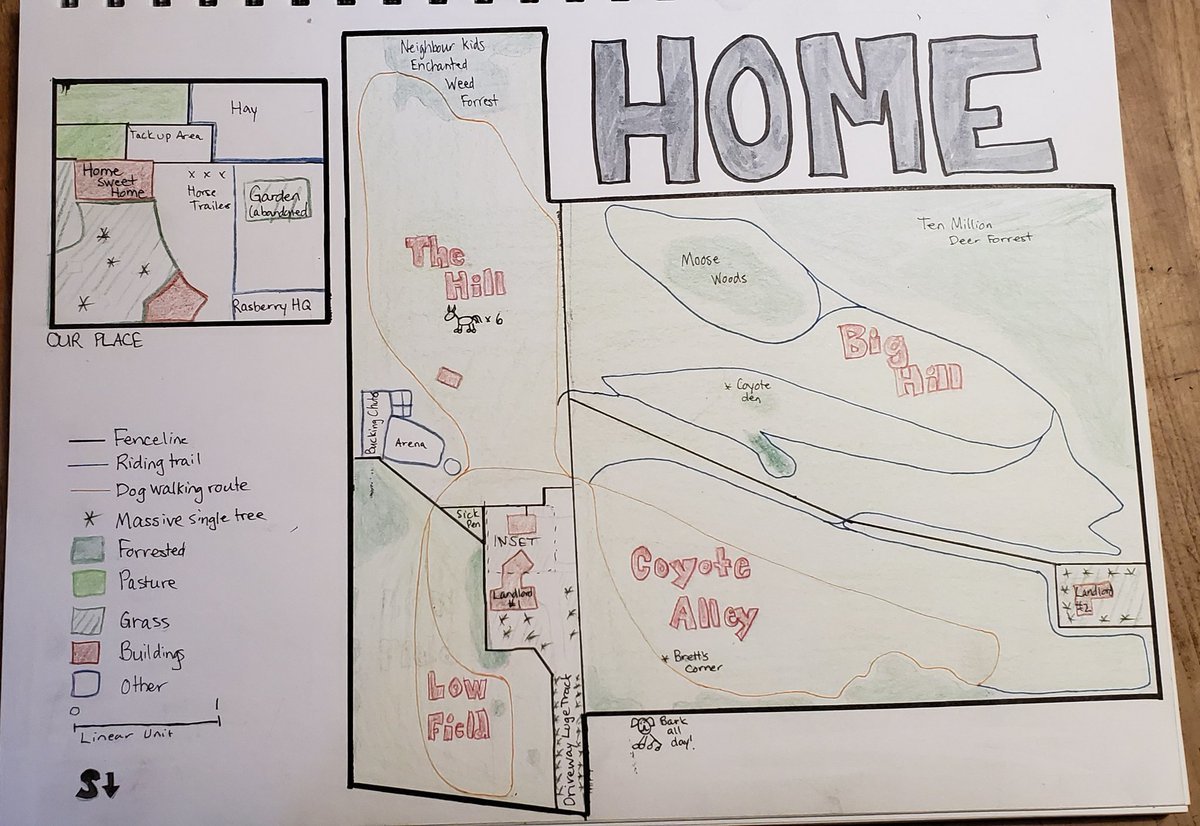 HOME
Neighbour kids
Enchanted
Weed
Forrest
Hay
Tack up Area
Home
Sweet
Home
x x x
Horse
Trailer
Garden
(abandoned)
Rasberry HQ
OUR PLACE
The
Hill
x 6
Moose
Woods
Ten Million
Deer Forrest
Big
Hill
* Coyote
den
Bucking Chute
Arena
Sick
Pen
INSET
Landlord
#1
Coyote
Alley
* Brett's
Corner
Landlord
#2
Low
Field
Driveway Luge Track
Bark
all
day!
Fenceline
Riding trail
Dog walking route
Massive single tree
Forrested
Pasture
Grass
Buildings
Other
0 1
Linear Unit
S↓